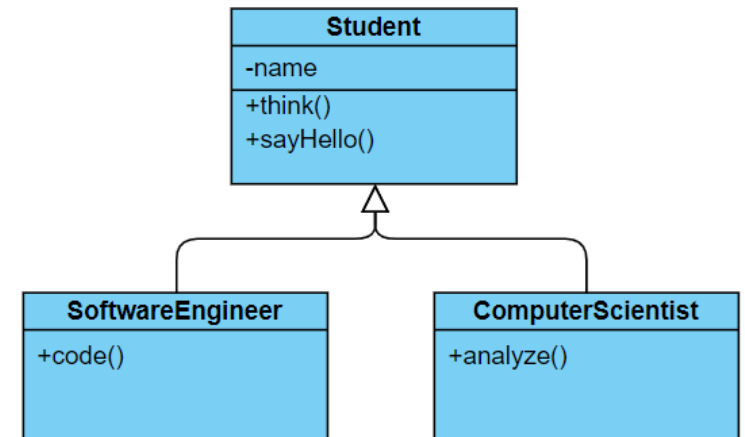 Student
-name
+think()
+sayHello()
SoftwareEngineer
+code()
ComputerScientist
+analyze()